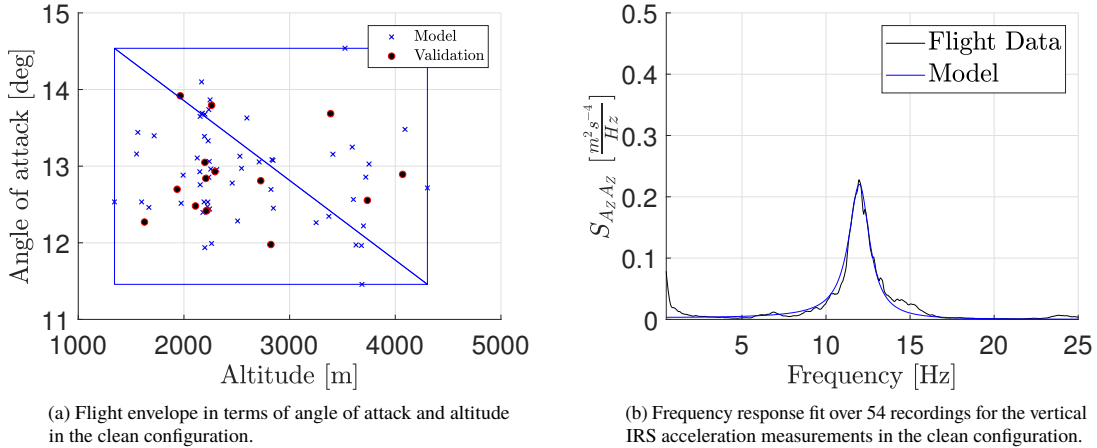 15
14
13
12
11
1000
2000
3000
4000
5000
Angle of attack [deg]
Altitude [m]
Model
Validation
(a) Flight envelope in terms of angle of attack and altitude
in the clean configuration.
0.5
0.4
0.3
0.2
0.1
0
5
10
15
20
25
S_{A_Z A_Z} [\frac{m^2 s^{-4}}{Hz}]
Frequency [Hz]
Flight Data
Model
(b) Frequency response fit over 54 recordings for the vertical
IRS acceleration measurements in the clean configuration.